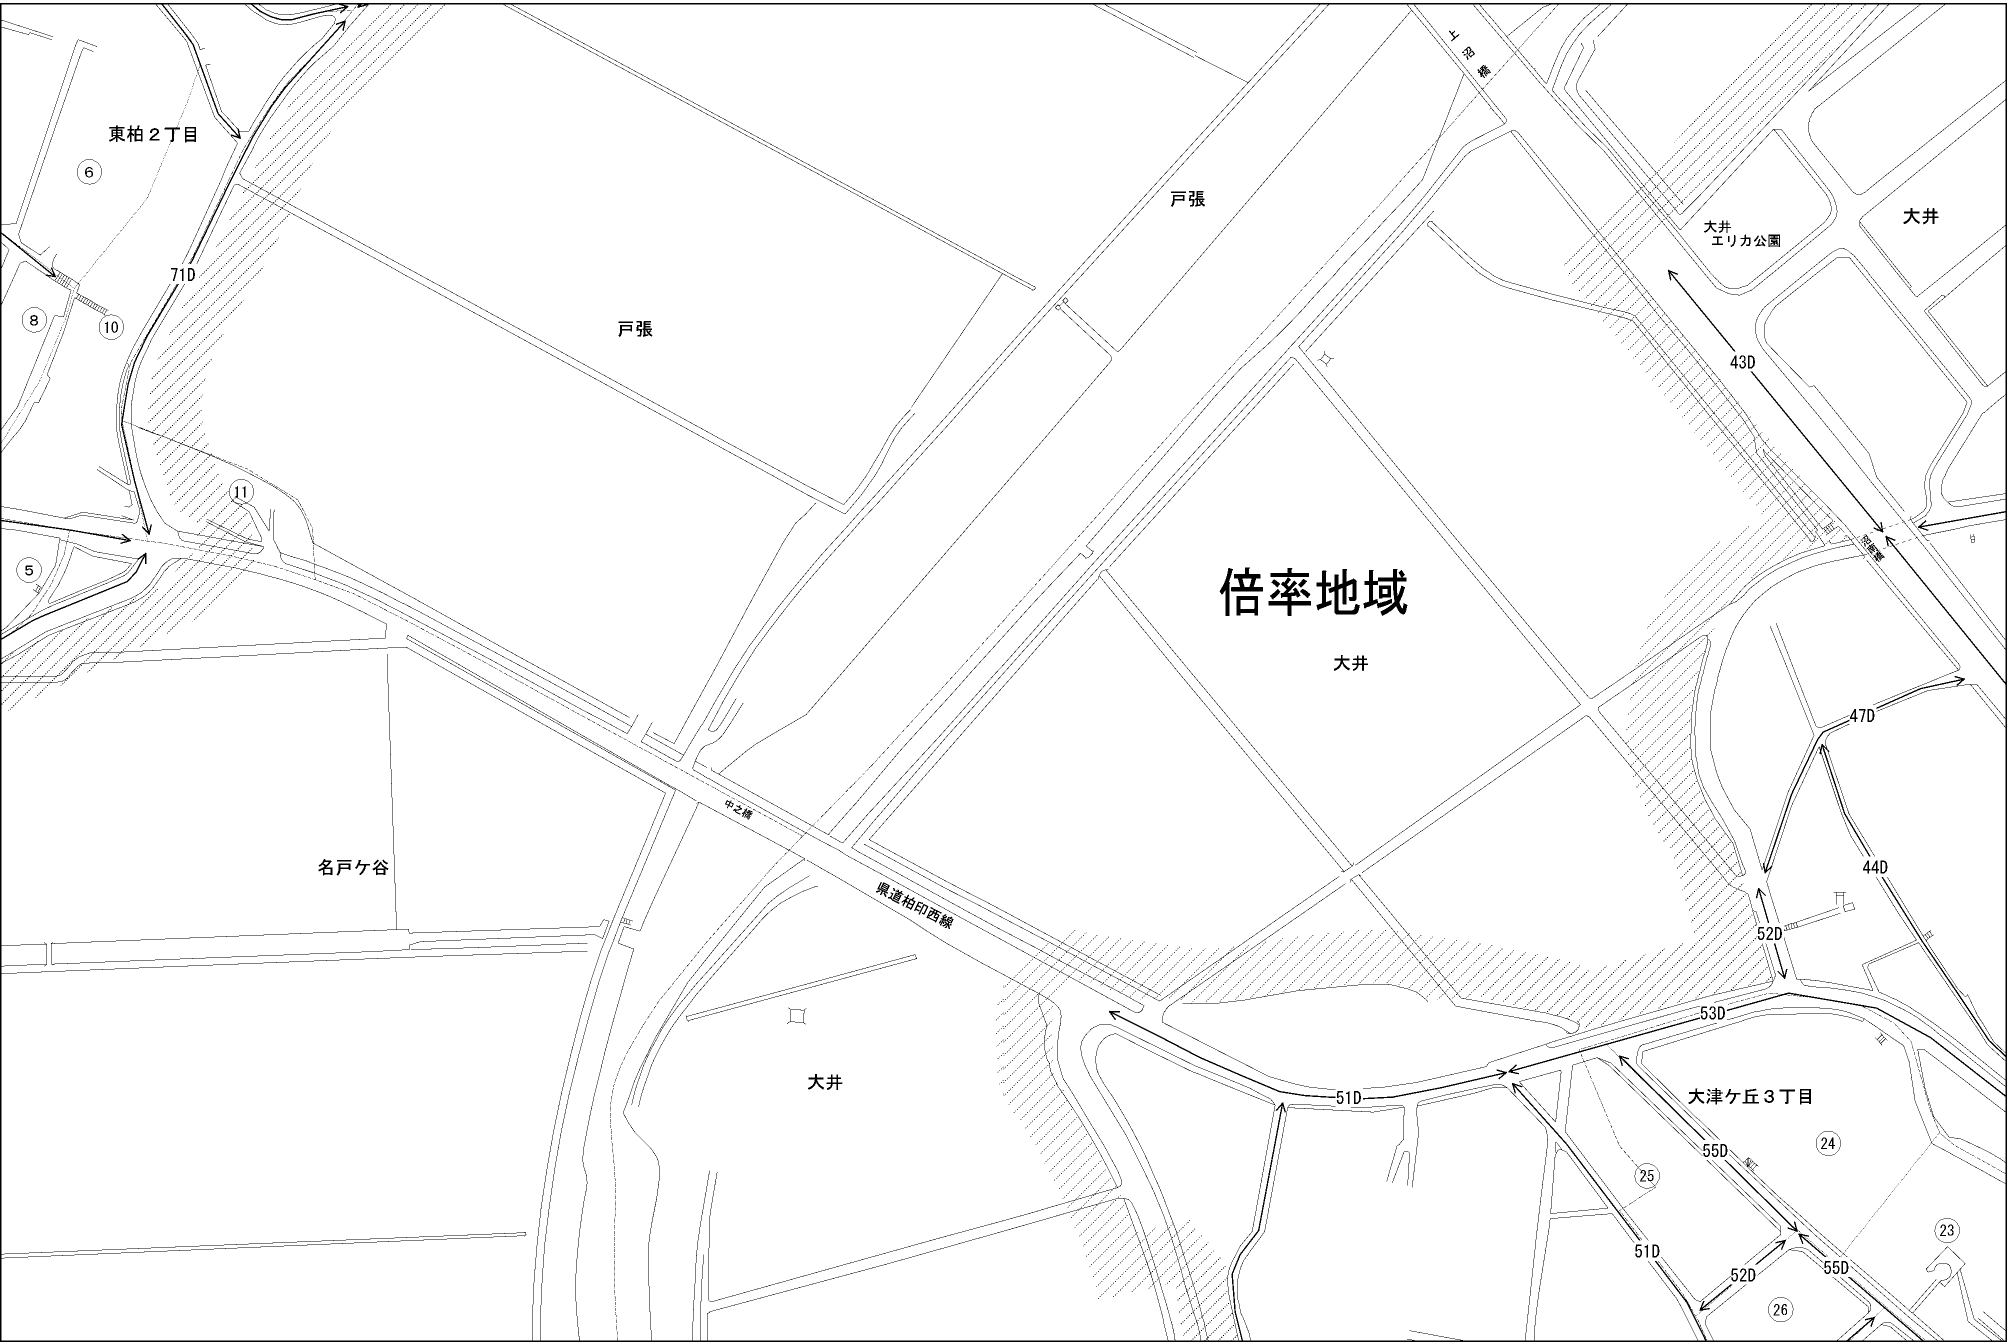 上沼橋
東柏２丁目
6
戸張
大井
大井
エリカ公園
71D
8
10
戸張
43D
11
沼南橋
5
倍率地域
大井
47D
中之橋
名戸ケ谷
44D
県道柏印西線
52D
53D
大井
51D
大津ケ丘３丁目
24
55D
25
23
51D
55D
52D
26